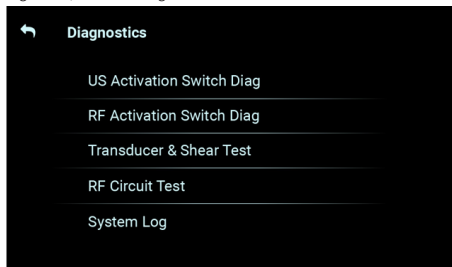 Diagnostics
US Activation Switch Diag
RF Activation Switch Diag
Transducer & Shear Test
RF Circuit Test
System Log